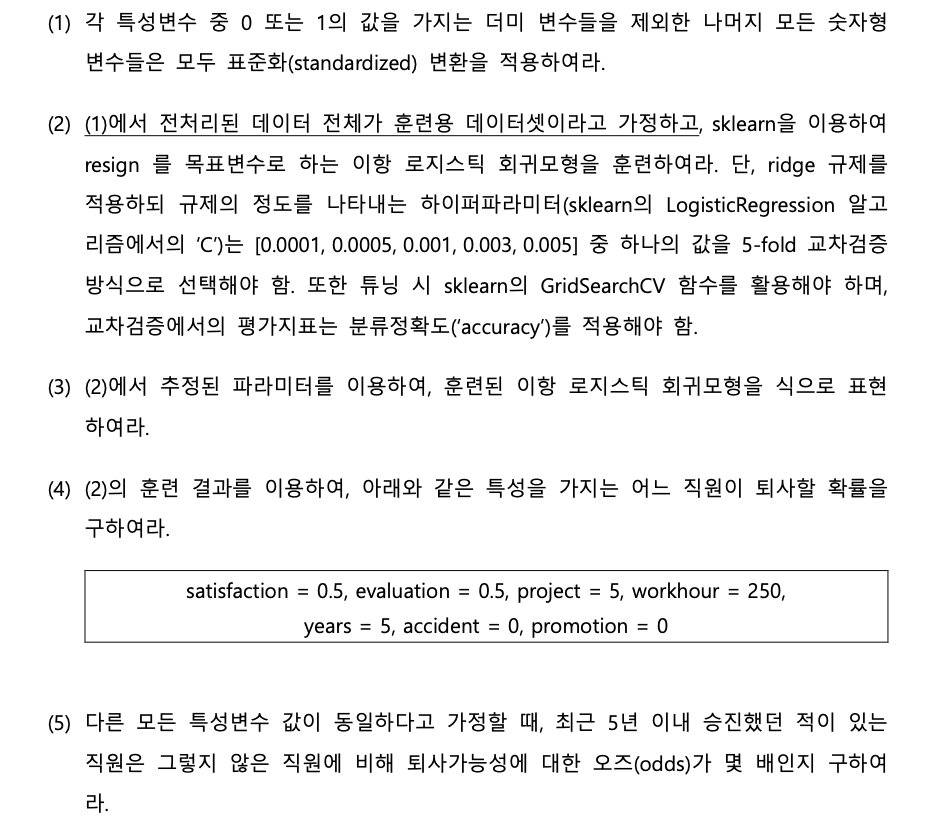 (1) 각 특성변수 중 0 또는 1의 값을 가지는 더미 변수들을 제외한 나머지 모든 숫자형
변수들은 모두 표준화(standardized) 변환을 적용하여라.
(2) (1)에서 전처리된 데이터 전체가 훈련용 데이터셋이라고 가정하고, sklearn을 이용하여
resign 를 목표변수로 하는 이항 로지스틱 회귀모형을 훈련하여라. 단, ridge 규제를
적용하되 규제의 정도를 나타내는 하이퍼파라미터(sklearn의 LogisticRegression 알고
리즘에서의 ‘C’)는 [0.0001, 0.0005, 0.001, 0.003, 0.005] 중 하나의 값을 5-fold 교차검증
방식으로 선택해야 함. 또한 튜닝 시 sklearn의 GridSearchCV 함수를 활용해야 하며,
교차검증에서의 평가지표는 분류정확도(‘accuracy’)를 적용해야 함.
(3) (2)에서 추정된 파라미터를 이용하여, 훈련된 이항 로지스틱 회귀모형을 식으로 표현
하여라.
(4) (2)의 훈련 결과를 이용하여, 아래와 같은 특성을 가지는 어느 직원이 퇴사할 확률을
구하여라.
satisfaction = 0.5, evaluation = 0.5, project = 5, workhour = 250,
years = 5, accident = 0, promotion = 0
(5) 다른 모든 특성변수 값이 동일하다고 가정할 때, 최근 5년 이내 승진했던 적이 있는
직원은 그렇지 않은 직원에 비해 퇴사가능성에 대한 오즈(odds)가 몇 배인지 구하여
라.